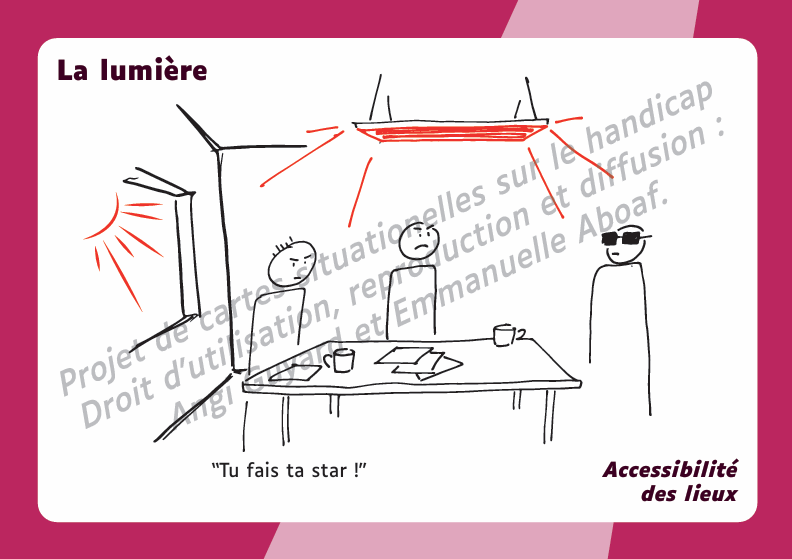 La lumière
Projet de cartes situationelles sur le handicap
Droit d'utilisation, reproduction et diffusion :
Angi Guyard et Emmanuelle Aboaf.
“Tu fais ta star !”
Accessibilité
des lieux